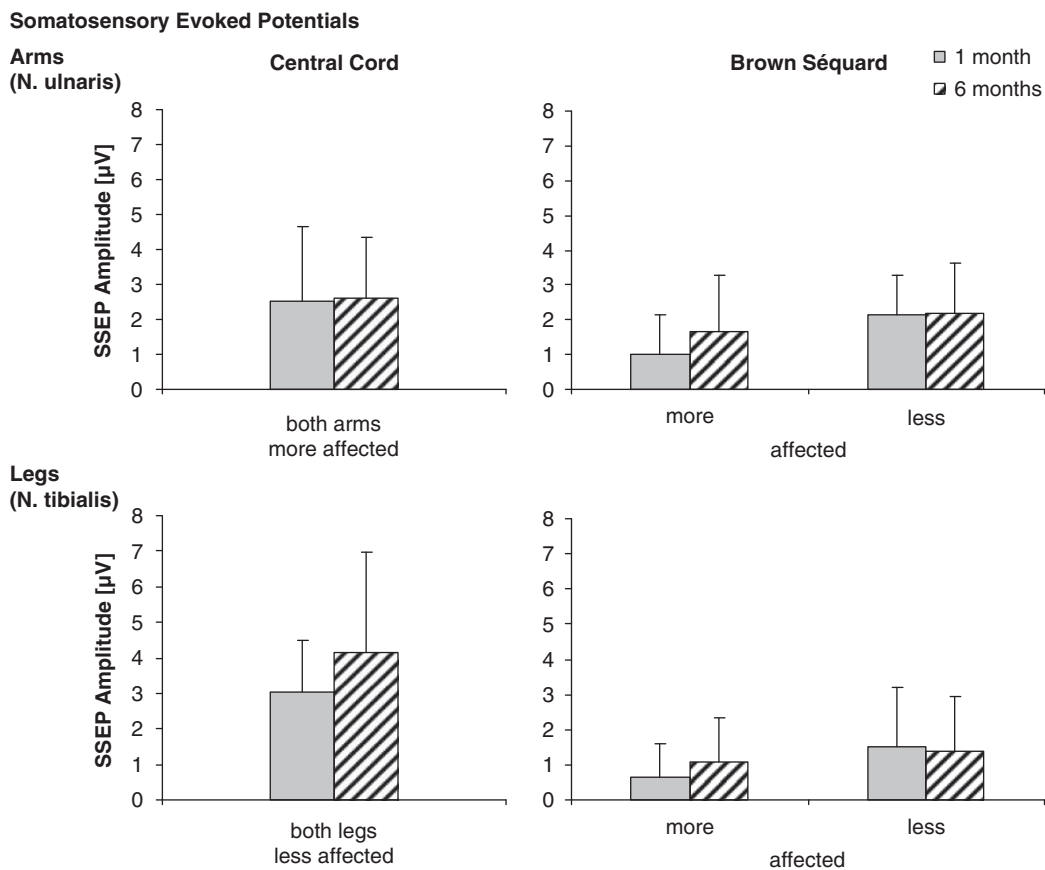 Somatosensory Evoked Potentials
Arms
(N. ulnaris)
Central Cord
Brown Séquard
1 month
6 months
SSEP Amplitude [µV]
8
7
6
5
4
3
2
1
0
both arms
more affected
8
7
6
5
4
3
2
1
0
more
less
affected
Legs
(N. tibialis)
SSEP Amplitude [µV]
8
7
6
5
4
3
2
1
0
both legs
less affected
8
7
6
5
4
3
2
1
0
more
less
affected